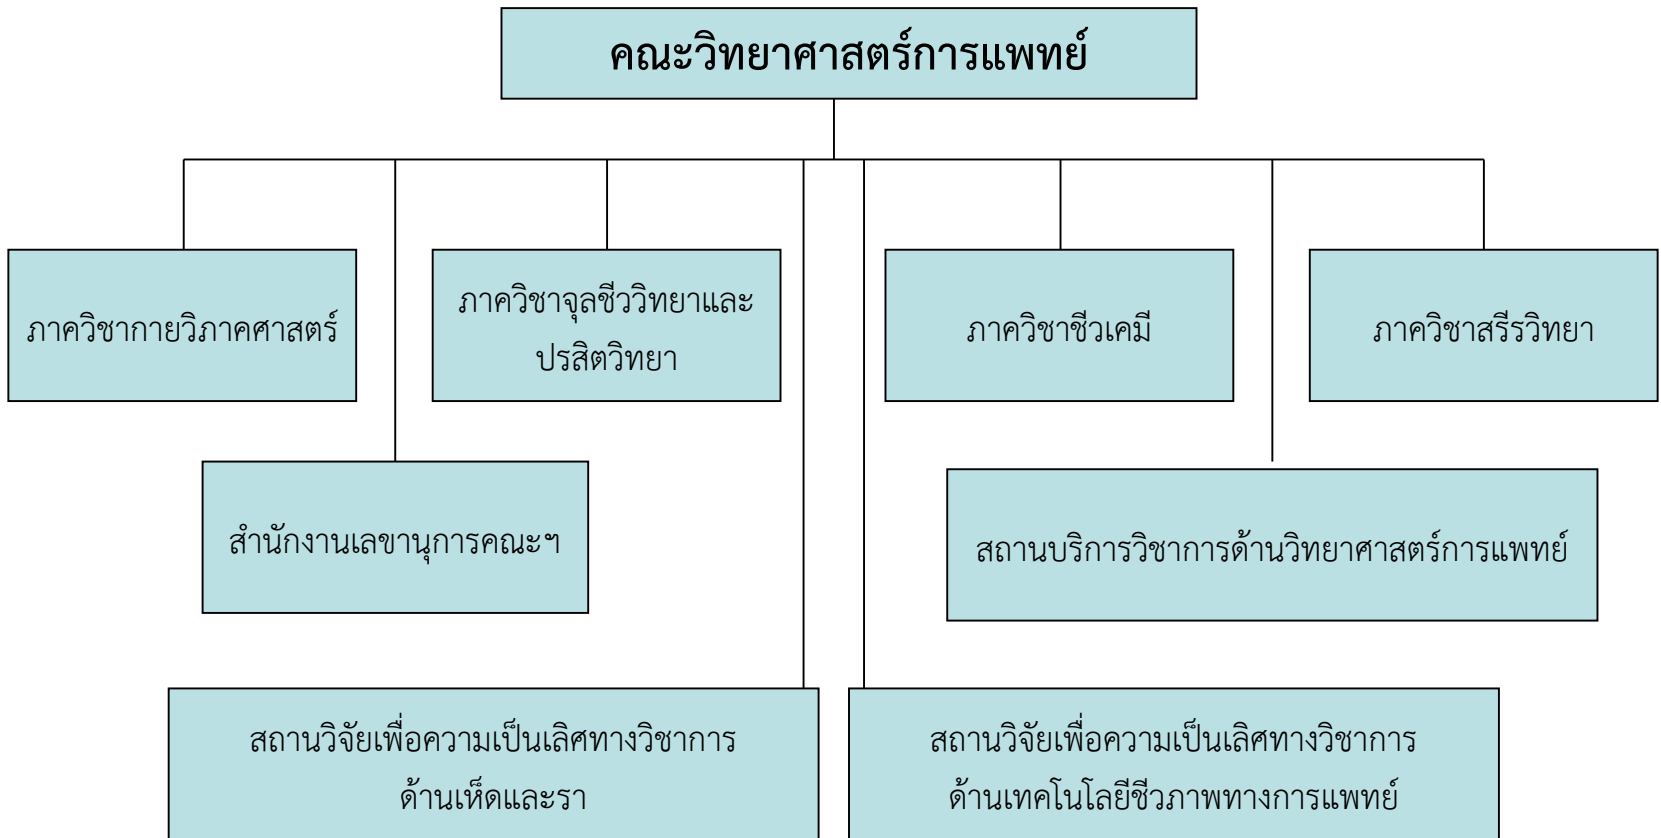 คณะวิทยาศาสตร์การแพทย์
ภาควิชากายวิภาคศาสตร์
ภาควิชาจุลชีววิทยาและ
ปรสิตวิทยา
ภาควิชาชีวเคมี
ภาควิชาสรีรวิทยา
สำนักงานเลขานุการคณะฯ
สถานบริการวิชาการด้านวิทยาศาสตร์การแพทย์
สถานวิจัยเพื่อความเป็นเลิศทางวิชาการ
ด้านเห็ดและรา
สถานวิจัยเพื่อความเป็นเลิศทางวิชาการ
ด้านเทคโนโลยีชีวภาพทางการแพทย์